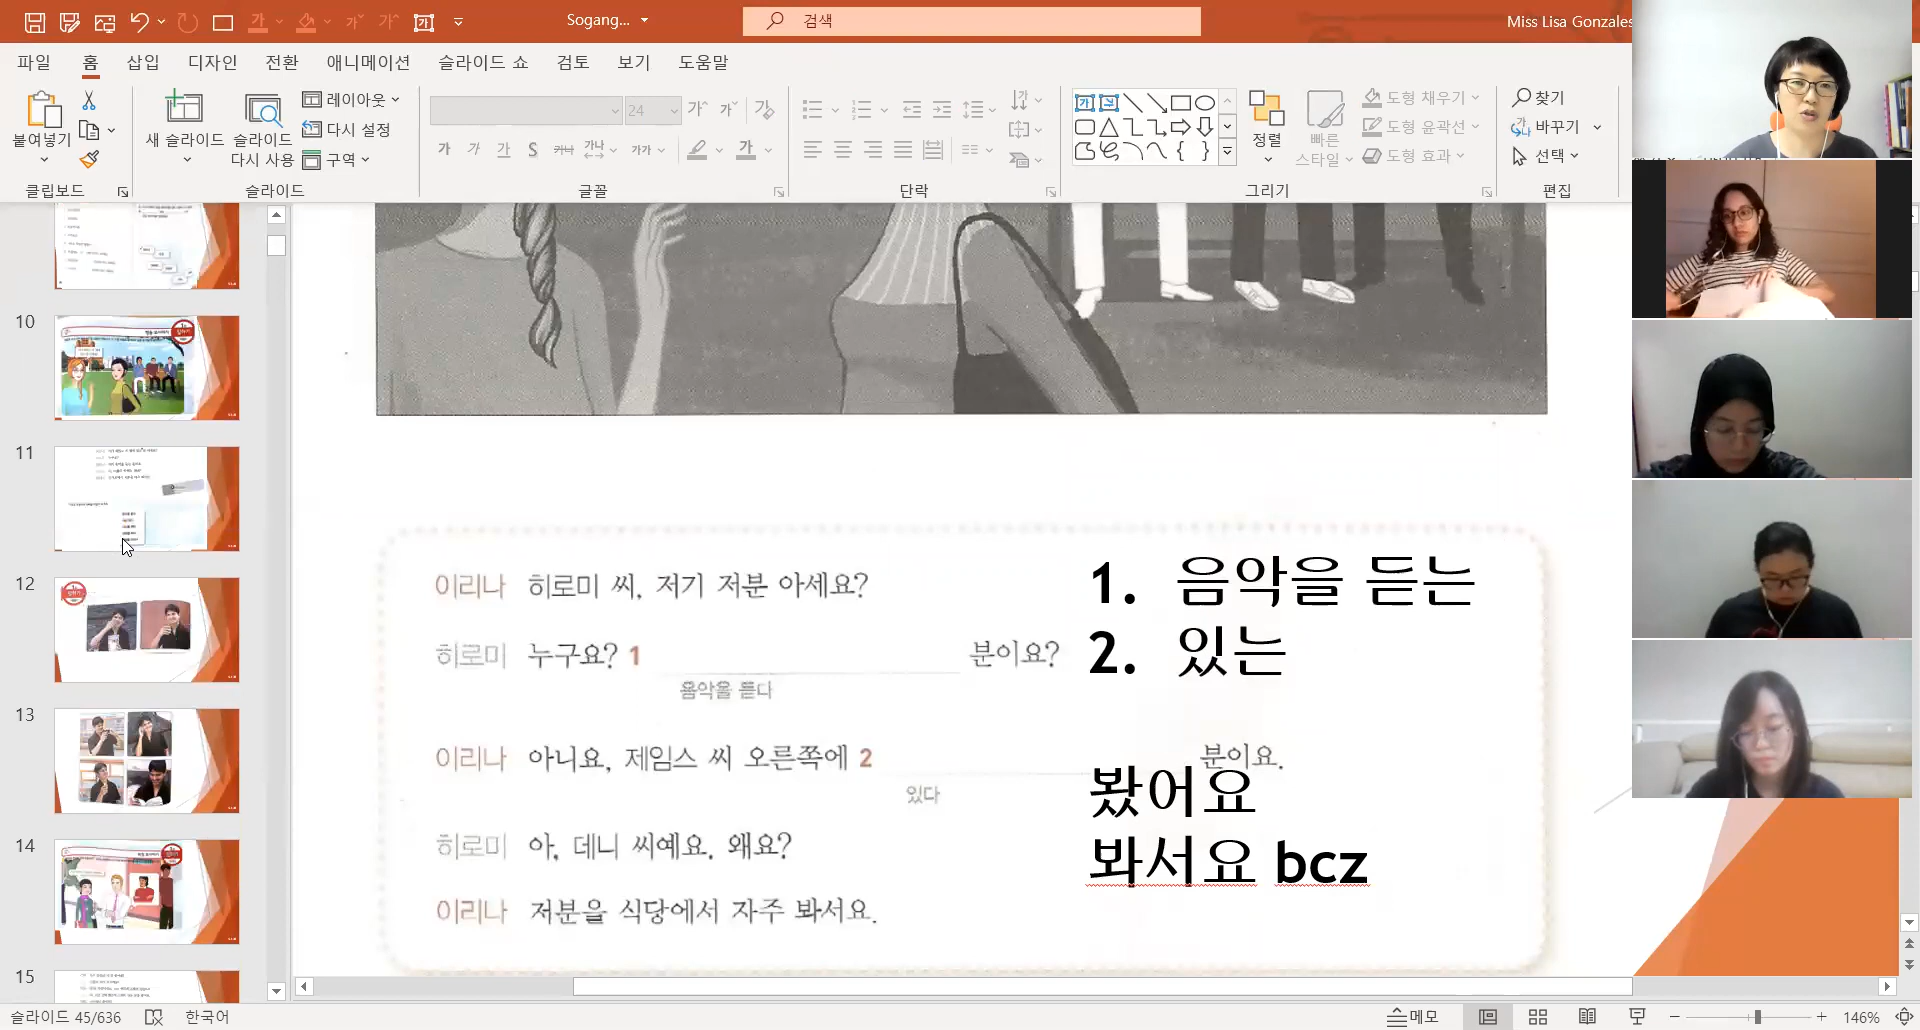 Sogang...
검색
Miss Lisa Gonzales
파일 홈 삽입 디자인 전환 애니메이션 슬라이드 쇼 검토 보기 도움말
붙여넣기
새 슬라이드
슬라이드 다시 사용
레이아웃
다시 설정
구역
24
정렬
빠른 스타일
도형 채우기
도형 윤곽선
도형 효과
찾기
바꾸기
선택
클립보드 슬라이드 글꼴 단락 그리기 편집
10
11
12
13
14
15
이리나 히로미 씨, 저기 저분 아세요?
히로미 누구요? 1 분이요?
음악을 듣다
이리나 아니요, 제임스 씨 오른쪽에 2 분이요.
있다
히로미 아, 데니 씨예요. 왜요?
이리나 저분을 식당에서 자주 봐서요.
1. 음악을 듣는
2. 있는
봤어요
봐서요 bcz
슬라이드 45/636 한국어 메모 146%